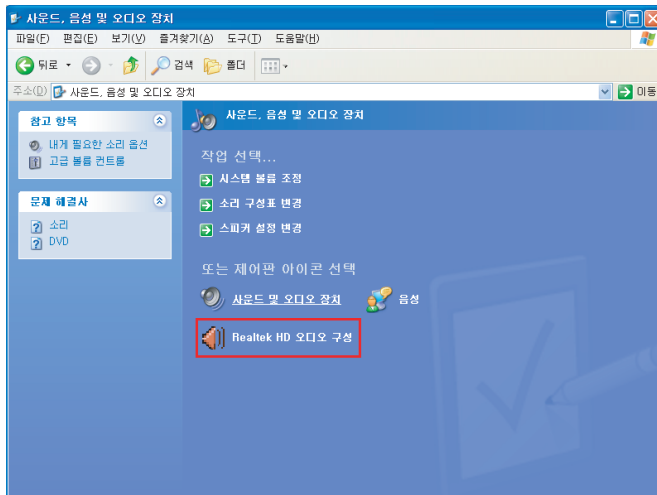 사운드, 음성 및 오디오 장치
파일(F) 편집(E) 보기(V) 즐겨찾기(A) 도구(T) 도움말(H)
뒤로 검색 폴더
주소(D) 사운드, 음성 및 오디오 장치 이동
참고 항목
내게 필요한 소리 옵션
고급 볼륨 컨트롤
문제 해결사
소리
DVD
사운드, 음성 및 오디오 장치
작업 선택...
시스템 볼륨 조정
소리 구성표 변경
스피커 설정 변경
또는 제어판 아이콘 선택
사운드 및 오디오 장치 음성
Realtek HD 오디오 구성